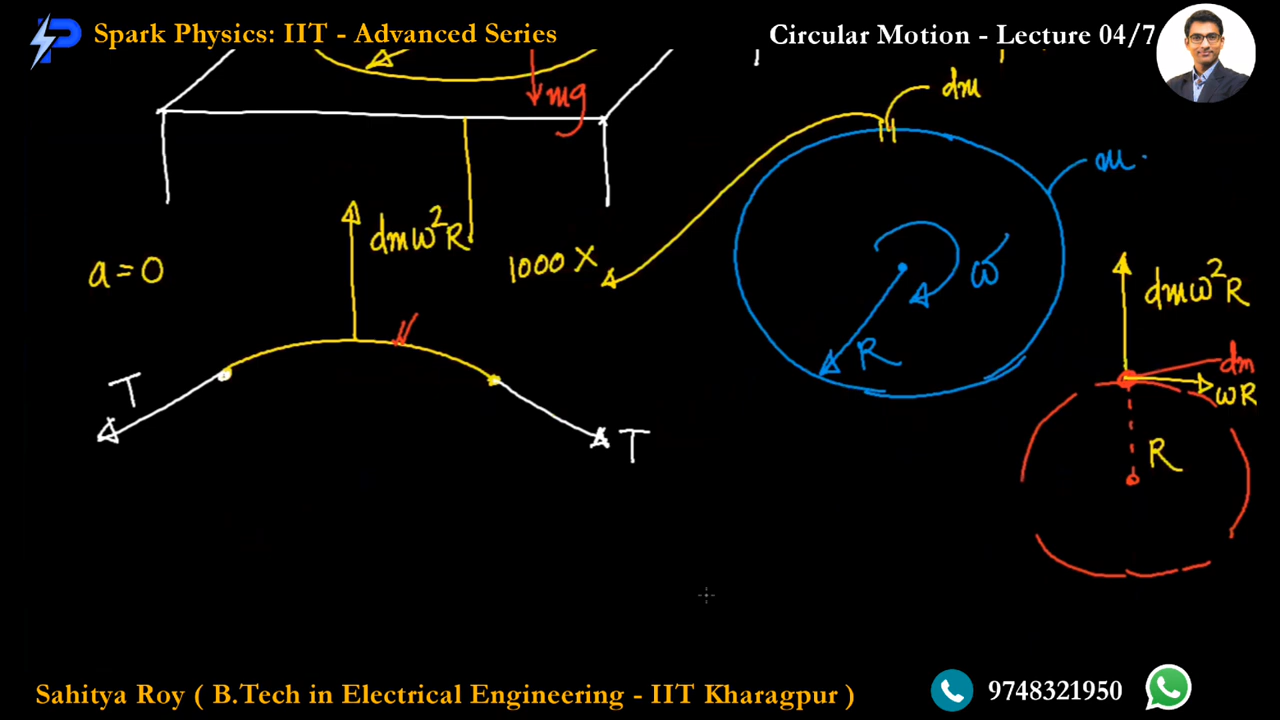 Spark Physics: IIT - Advanced Series
Circular Motion - Lecture 04/7
mg
dm
m
dmω²R
1000 X
a = 0
ω
R
dmω²R
dm
ωR
T
T
R
Sahitya Roy ( B.Tech in Electrical Engineering - IIT Kharagpur )
9748321950